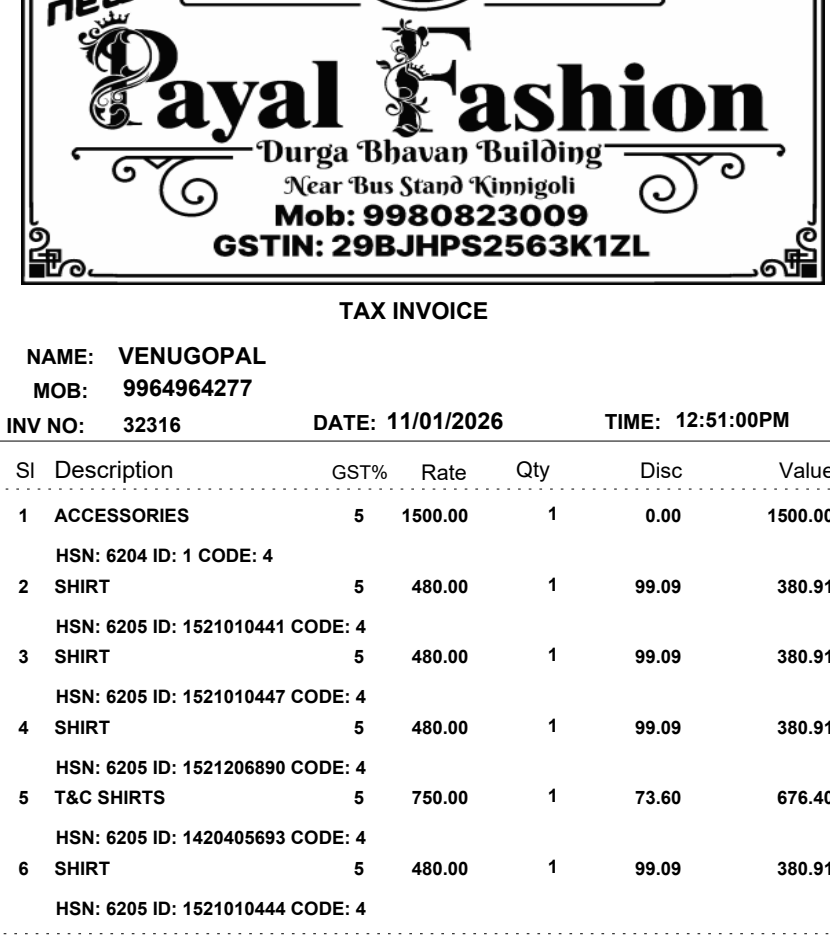 new
Payal Fashion
Durga Bhavan Building
Near Bus Stand Kinnigoli
Mob: 9980823009
GSTIN: 29BJHPS2563K1ZL
TAX INVOICE
NAME: VENUGOPAL
MOB: 9964964277
INV NO: 32316 DATE: 11/01/2026 TIME: 12:51:00PM
Sl Description GST% Rate Qty Disc Value
1 ACCESSORIES 5 1500.00 1 0.00 1500.00
HSN: 6204 ID: 1 CODE: 4
2 SHIRT 5 480.00 1 99.09 380.91
HSN: 6205 ID: 1521010441 CODE: 4
3 SHIRT 5 480.00 1 99.09 380.91
HSN: 6205 ID: 1521010447 CODE: 4
4 SHIRT 5 480.00 1 99.09 380.91
HSN: 6205 ID: 1521206890 CODE: 4
5 T&C SHIRTS 5 750.00 1 73.60 676.40
HSN: 6205 ID: 1420405693 CODE: 4
6 SHIRT 5 480.00 1 99.09 380.91
HSN: 6205 ID: 1521010444 CODE: 4